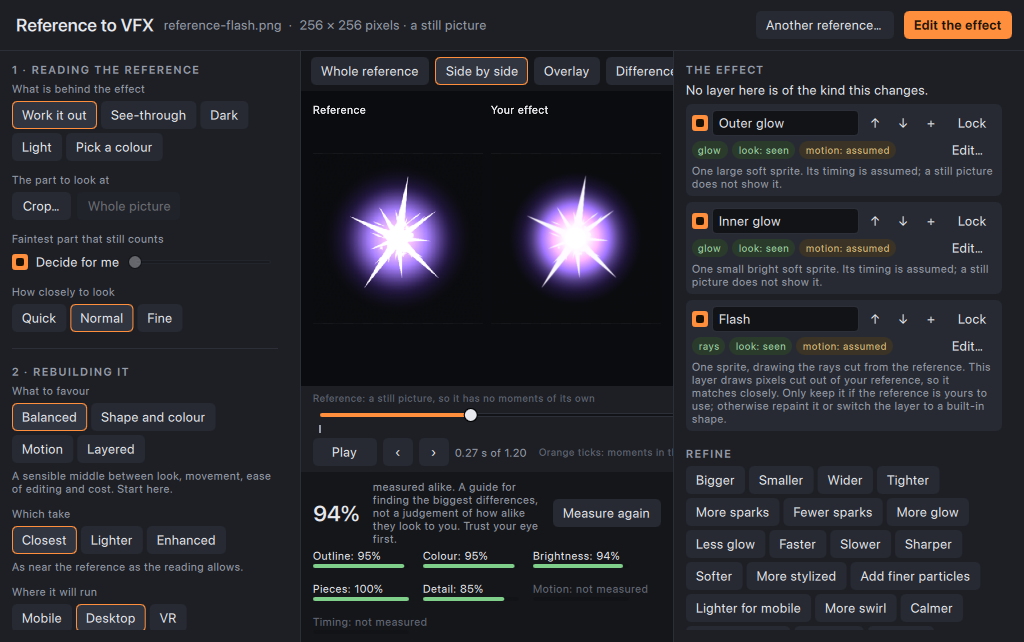 Reference to VFX reference-flash.png · 256 × 256 pixels · a still picture
Another reference… Edit the effect
1 · READING THE REFERENCE
What is behind the effect
Work it out See-through Dark
Light Pick a colour
The part to look at
Crop… Whole picture
Faintest part that still counts
Decide for me
How closely to look
Quick Normal Fine
2 · REBUILDING IT
What to favour
Balanced Shape and colour
Motion Layered
A sensible middle between look, movement, ease
of editing and cost. Start here.
Which take
Closest Lighter Enhanced
As near the reference as the reading allows.
Where it will run
Mobile Desktop VR
Whole reference Side by side Overlay Difference
Reference Your effect
Reference: a still picture, so it has no moments of its own
Play ‹ › 0.27 s of 1.20 Orange ticks: moments in
94%
measured alike. A guide for
finding the biggest differences,
not a judgement of how alike
they look to you. Trust your eye
first.
Measure again
Outline: 95% Colour: 95% Brightness: 94%
Pieces: 100% Detail: 85% Motion: not measured
Timing: not measured
THE EFFECT
No layer here is of the kind this changes.
Outer glow ↑ ↓ + Lock
glow look: seen motion: assumed Edit…
One large soft sprite. Its timing is assumed; a still picture
does not show it.
Inner glow ↑ ↓ + Lock
glow look: seen motion: assumed Edit…
One small bright soft sprite. Its timing is assumed; a still
picture does not show it.
Flash ↑ ↓ + Lock
rays look: seen motion: assumed Edit…
One sprite, drawing the rays cut from the reference. This
layer draws pixels cut out of your reference, so it
matches closely. Only keep it if the reference is yours to
use; otherwise repaint it or switch the layer to a built-in
shape.
REFINE
Bigger Smaller Wider Tighter
More sparks Fewer sparks More glow
Less glow Faster Slower Sharper
Softer More stylized Add finer particles
Lighter for mobile More swirl Calmer